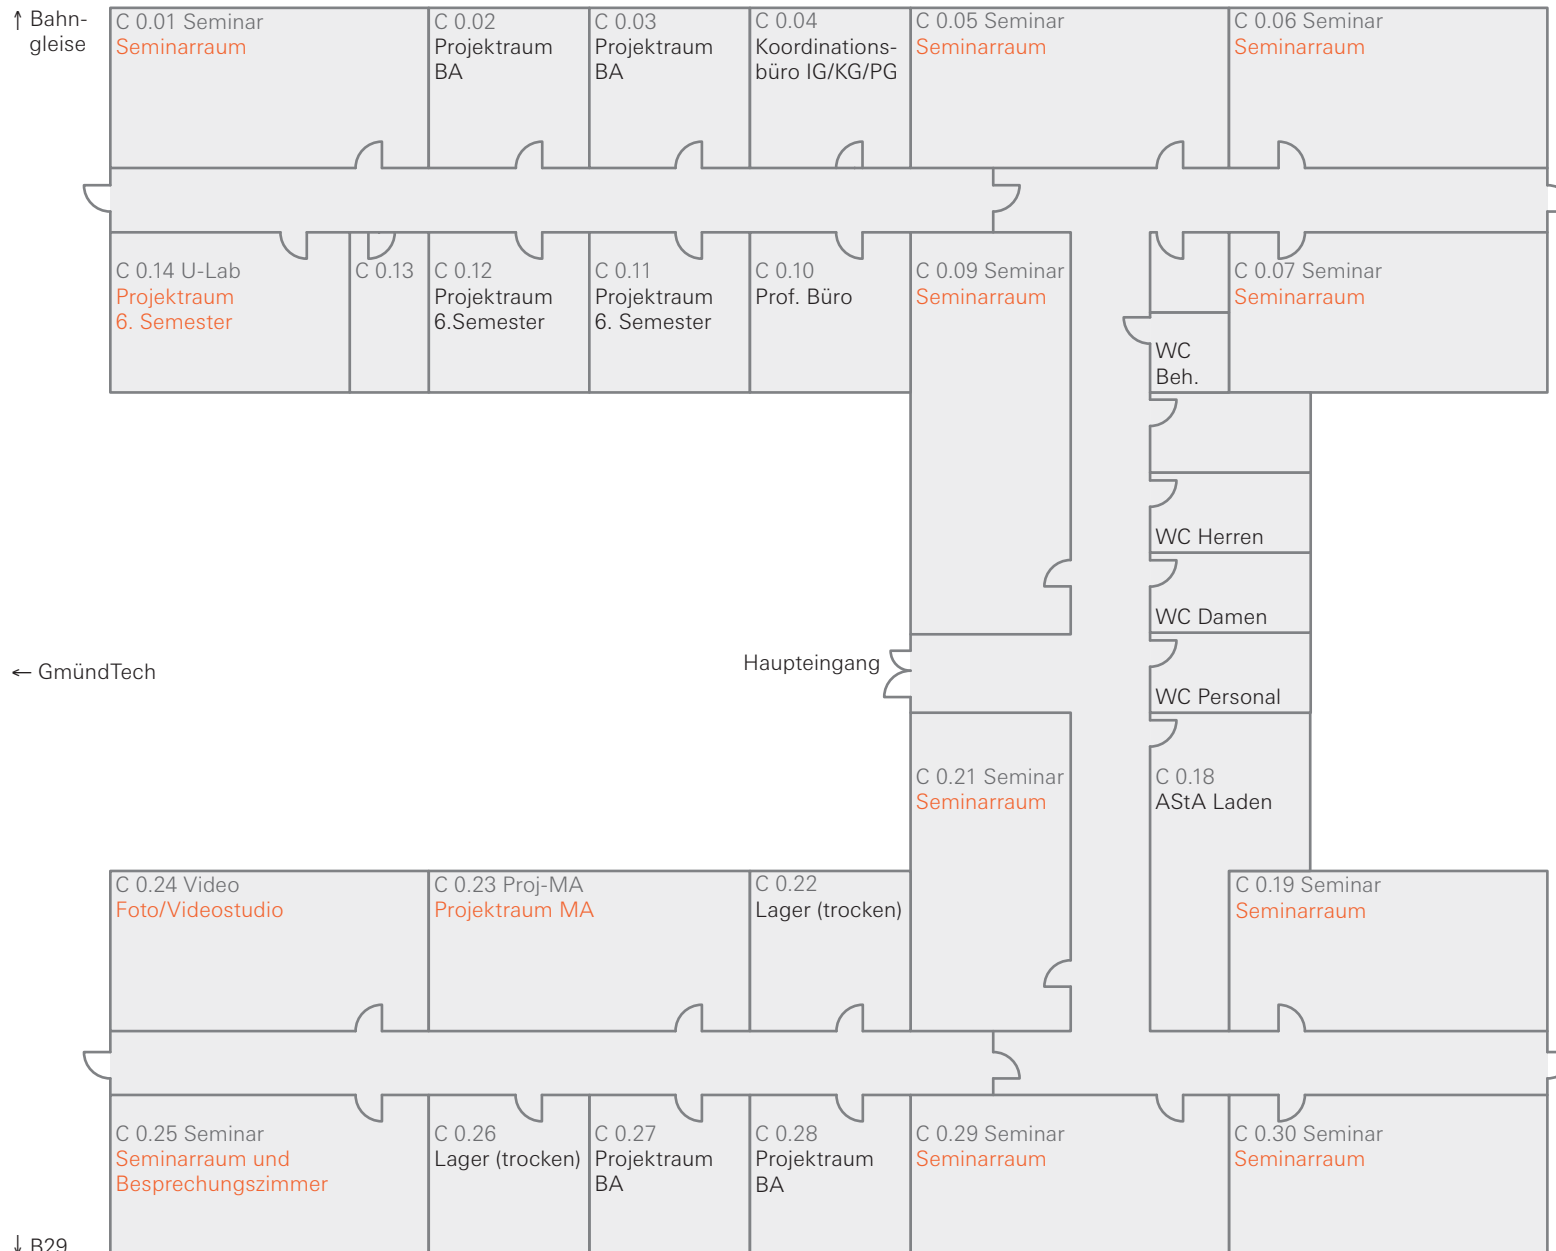 ↑ Bahn-
gleise
C 0.01 Seminar
Seminarraum
C 0.02
Projektraum
BA
C 0.03
Projektraum
BA
C 0.04
Koordinations-
büro IG/KG/PG
C 0.05 Seminar
Seminarraum
C 0.06 Seminar
Seminarraum
C 0.14 U-Lab
Projektraum
6. Semester
C 0.13
C 0.12
Projektraum
6.Semester
C 0.11
Projektraum
6. Semester
C 0.10
Prof. Büro
C 0.09 Seminar
Seminarraum
C 0.07 Seminar
Seminarraum
WC
Beh.
WC Herren
WC Damen
← GmündTech
Haupteingang
WC Personal
C 0.21 Seminar
Seminarraum
C 0.18
AStA Laden
C 0.24 Video
Foto/Videostudio
C 0.23 Proj-MA
Projektraum MA
C 0.22
Lager (trocken)
C 0.19 Seminar
Seminarraum
C 0.25 Seminar
Seminarraum und
Besprechungszimmer
C 0.26
Lager (trocken)
C 0.27
Projektraum
BA
C 0.28
Projektraum
BA
C 0.29 Seminar
Seminarraum
C 0.30 Seminar
Seminarraum
↓ B29